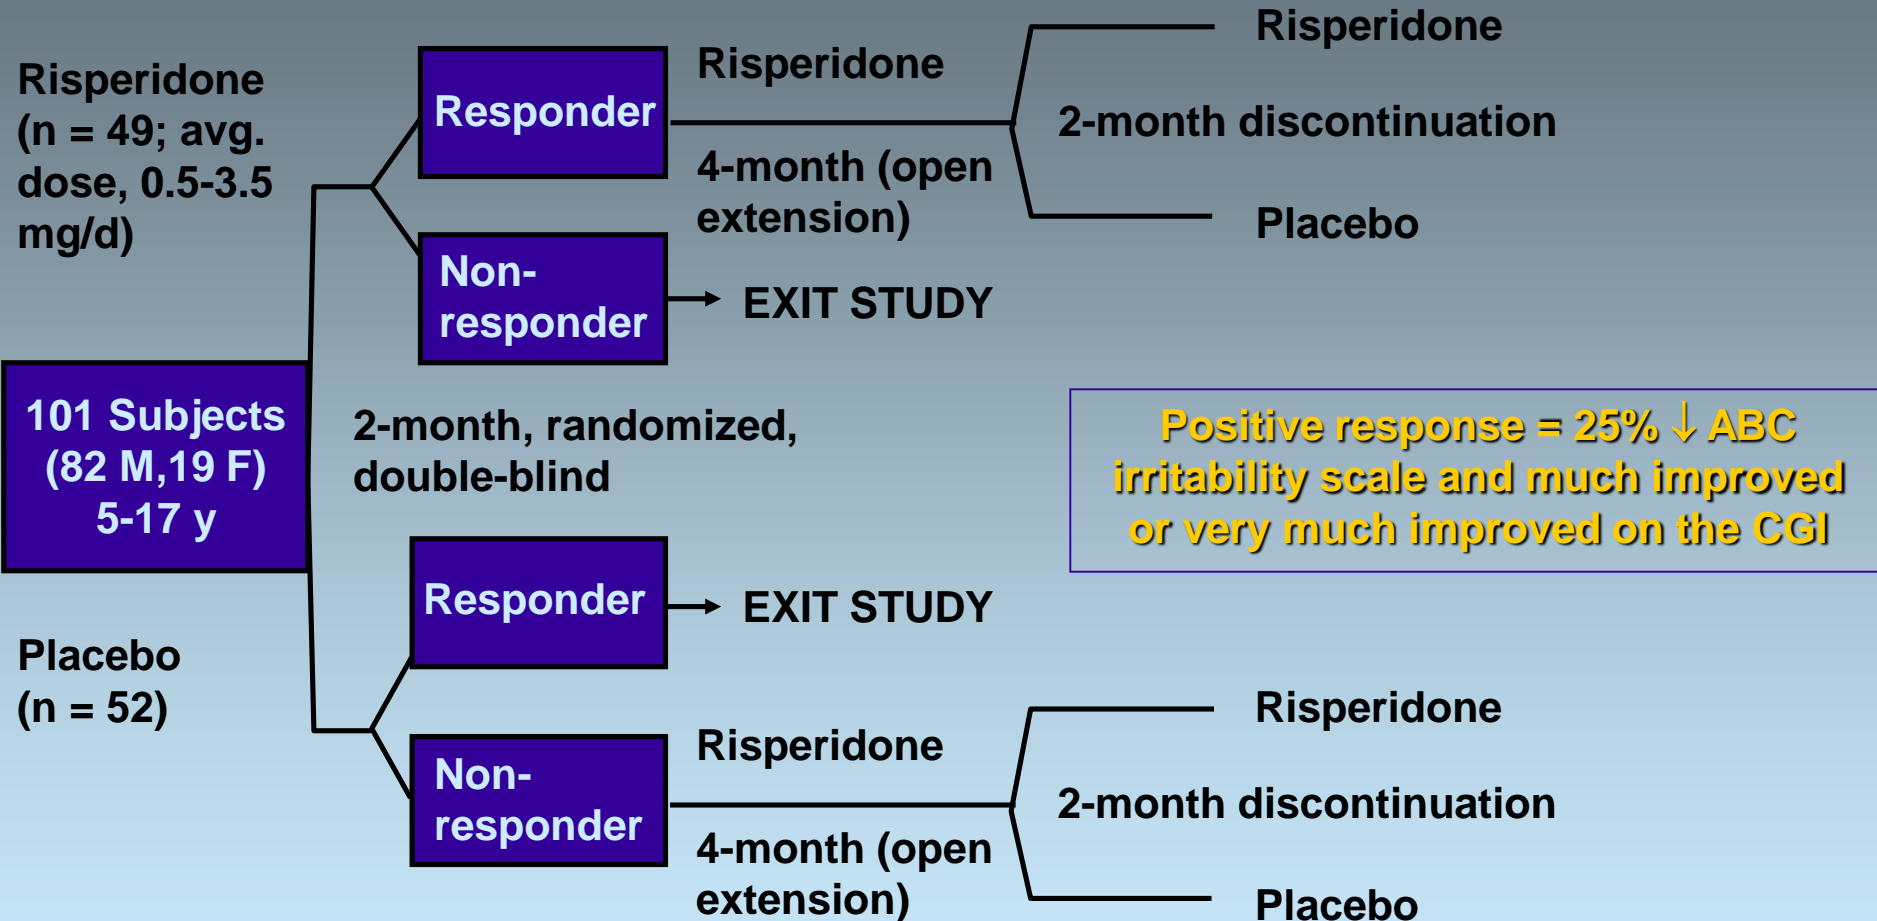 Risperidone
(n = 49; avg.
dose, 0.5-3.5
mg/d)
Responder
Risperidone
4-month (open
extension)
Risperidone
2-month discontinuation
Placebo
Non-
responder
EXIT STUDY
101 Subjects
(82 M,19 F)
5-17 y
2-month, randomized,
double-blind
Positive response = 25% ↓ ABC
irritability scale and much improved
or very much improved on the CGI
Placebo
(n = 52)
Responder
EXIT STUDY
Non-
responder
Risperidone
4-month (open
extension)
Risperidone
2-month discontinuation
Placebo